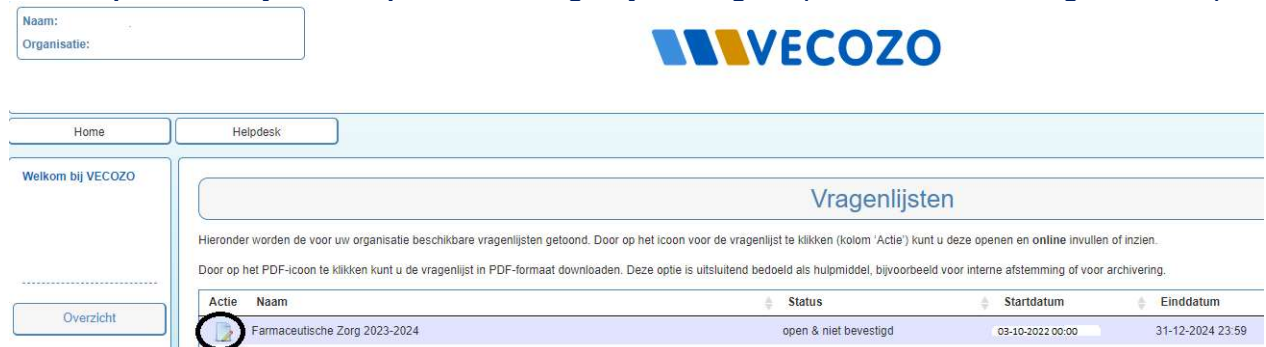 Naam:
Organisatie:
VECOZO
Home
Helpdesk
Welkom bij VECOZO
Vragenlijsten
Hieronder worden de voor uw organisatie beschikbare vragenlijsten getoond. Door op het icoon voor de vragenlijst te klikken (kolom 'Actie') kunt u deze openen en online invullen of inzien.
Door op het PDF-icoon te klikken kunt u de vragenlijst in PDF-formaat downloaden. Deze optie is uitsluitend bedoeld als hulpmiddel, bijvoorbeeld voor interne afstemming of voor archivering.
Overzicht
Actie Naam Status Startdatum Einddatum
Farmaceutische Zorg 2023-2024 open & niet bevestigd 03-10-2022 00:00 31-12-2024 23:59